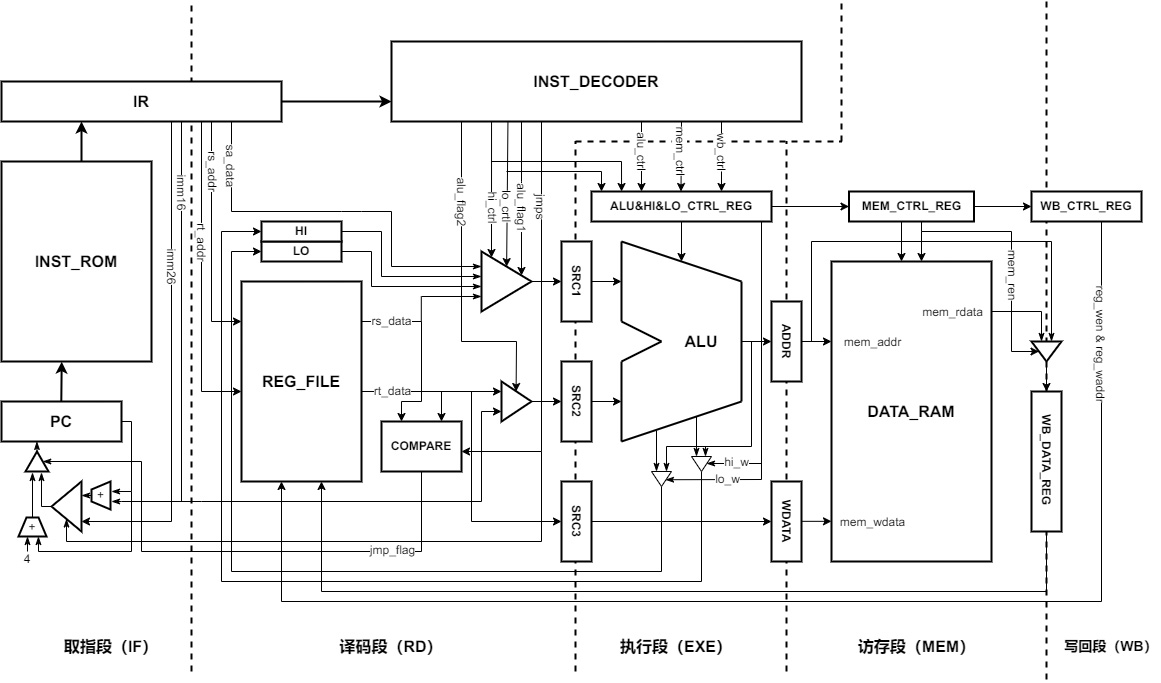 INST_DECODER
IR
sa_data
rs_addr
rt_addr
imm16
imm26
alu_flag2
hi_ctrl
lo_crtl
alu_flag1
jmps
alu_ctrl
mem_ctrl
wb_ctrl
ALU&HI&LO_CTRL_REG
MEM_CTRL_REG
WB_CTRL_REG
INST_ROM
HI
LO
SRC1
REG_FILE
rs_data
rt_data
ALU
ADDR
mem_addr
mem_rdata
mem_ren
reg_wen & reg_waddr
DATA_RAM
PC
SRC2
COMPARE
WB_DATA_REG
hi_w
lo_w
+
+
4
SRC3
WDATA
mem_wdata
jmp_flag
取指段（IF）
译码段（RD）
执行段（EXE）
访存段（MEM）
写回段（WB）